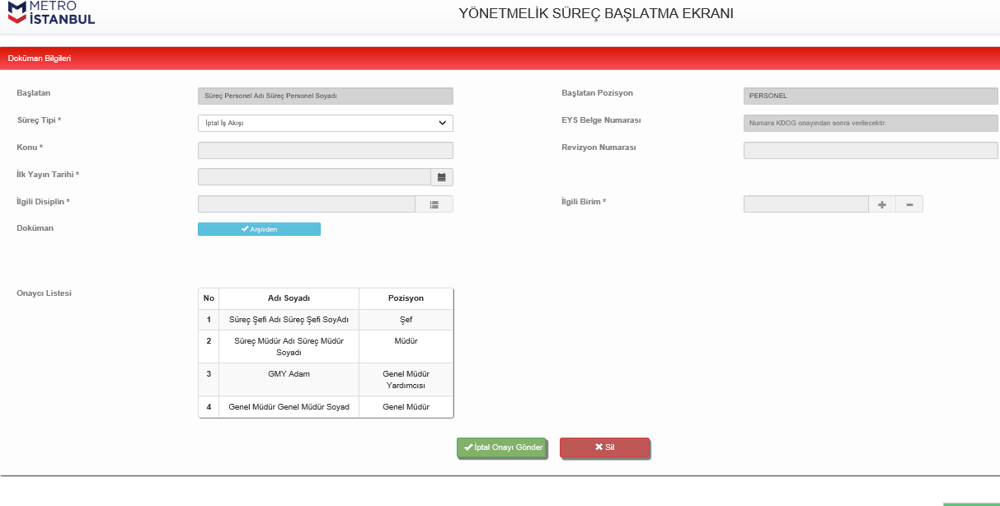 METRO
İSTANBUL
YÖNETMELİK SÜREÇ BAŞLATMA EKRANI
Doküman Bilgileri
Başlatan
Süreç Personel Adı Süreç Personel Soyadı
Başlatan Pozisyon
PERSONEL
Süreç Tipi *
İptal İş Akışı
EYS Belge Numarası
Numara KDOG onayından sonra verilecektir.
Konu *
Revizyon Numarası
İlk Yayın Tarihi *
İlgili Disiplin *
İlgili Birim *
Doküman
Arşivden
Onaycı Listesi
No Adı Soyadı Pozisyon
1 Süreç Şefi Adı Süreç Şefi SoyAdı Şef
2 Süreç Müdür Adı Süreç Müdür Müdür
Soyadı
3 GMY Adam Genel Müdür
Yardımcısı
4 Genel Müdür Genel Müdür Soyad Genel Müdür
İptal Onayı Gönder
Sil